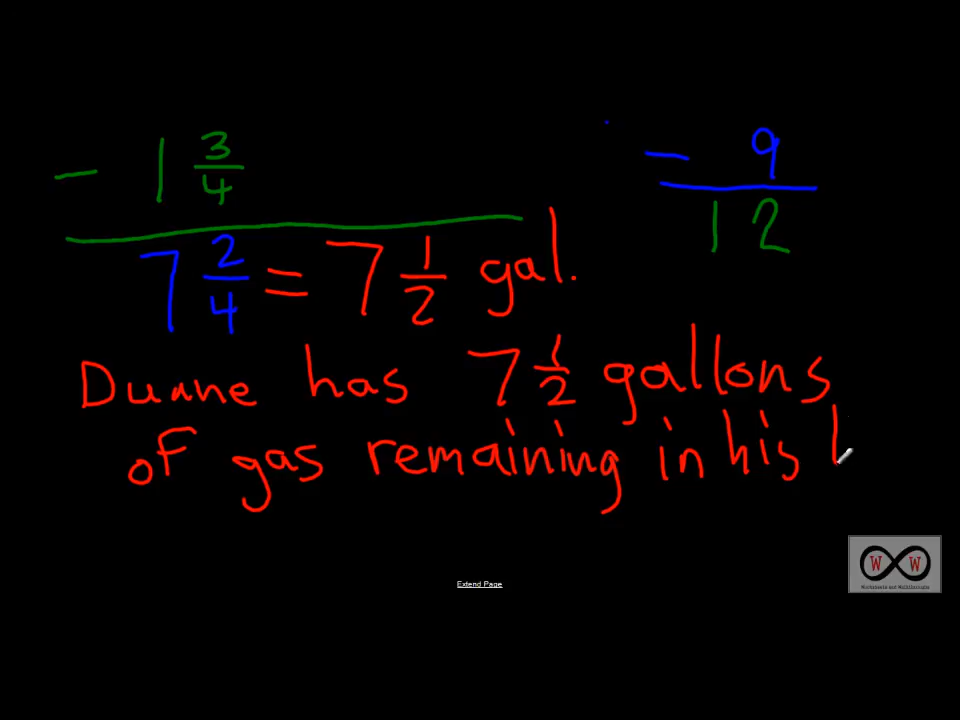 - 1 3/4
- 9
12
7 2/4 = 7 1/2 gal.
Duane has 7 1/2 gallons
of gas remaining in his
W W
Extend Page